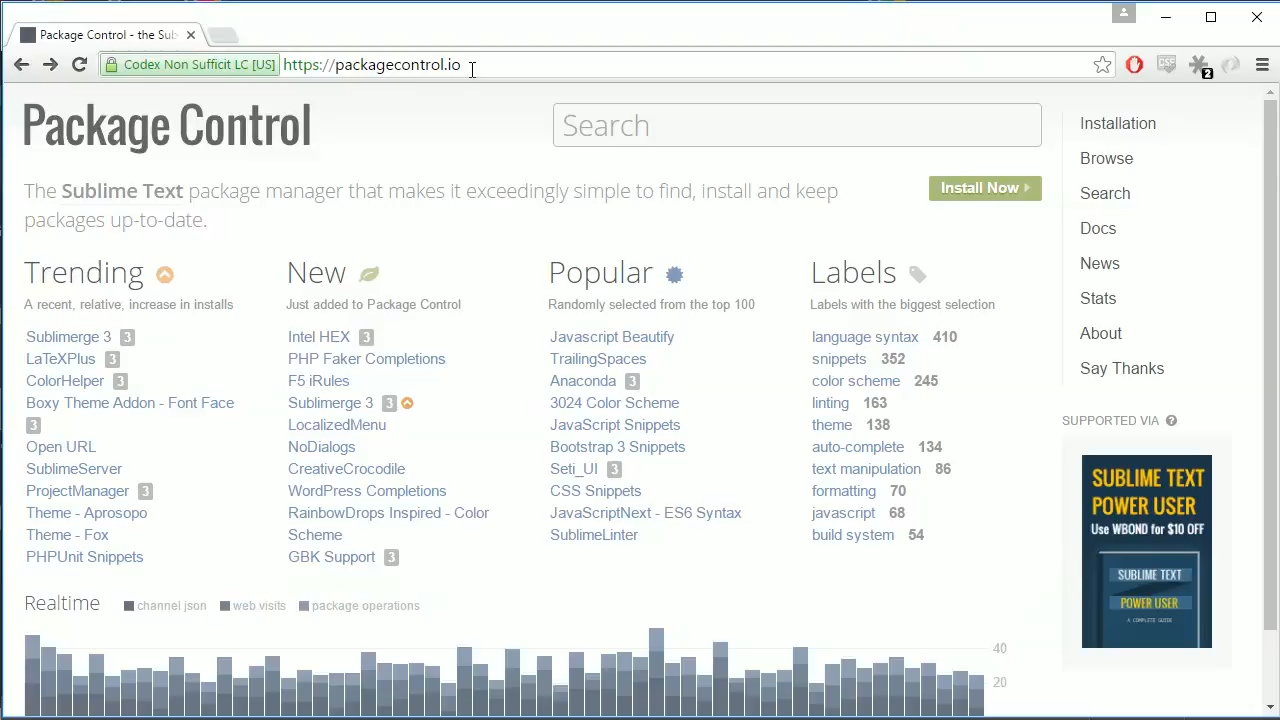 Package Control - the Sub
Codex Non Sufficit LC [US]
https://packagecontrol.io
2
Package Control
Search
The Sublime Text package manager that makes it exceedingly simple to find, install and keep
packages up-to-date.
Install Now
Trending
A recent, relative, increase in installs
Sublimerge 3 3
LaTeXPlus 3
ColorHelper 3
Boxy Theme Addon - Font Face
3
Open URL
SublimeServer
ProjectManager 3
Theme - Aprosopo
Theme - Fox
PHPUnit Snippets
New
Just added to Package Control
Intel HEX 3
PHP Faker Completions
F5 iRules
Sublimerge 3 3
LocalizedMenu
NoDialogs
CreativeCrocodile
WordPress Completions
RainbowDrops Inspired - Color
Scheme
GBK Support 3
Popular
Randomly selected from the top 100
Javascript Beautify
TrailingSpaces
Anaconda 3
3024 Color Scheme
JavaScript Snippets
Bootstrap 3 Snippets
Seti_UI 3
CSS Snippets
JavaScriptNext - ES6 Syntax
SublimeLinter
Labels
Labels with the biggest selection
language syntax 410
snippets 352
color scheme 245
linting 163
theme 138
auto-complete 134
text manipulation 86
formatting 70
javascript 68
build system 54
Installation
Browse
Search
Docs
News
Stats
About
Say Thanks
SUPPORTED VIA ?
SUBLIME TEXT
POWER USER
Use WBOND for $10 OFF
SUBLIME TEXT
POWER USER
A COMPLETE GUIDE
Realtime channel json web visits package operations
40
20